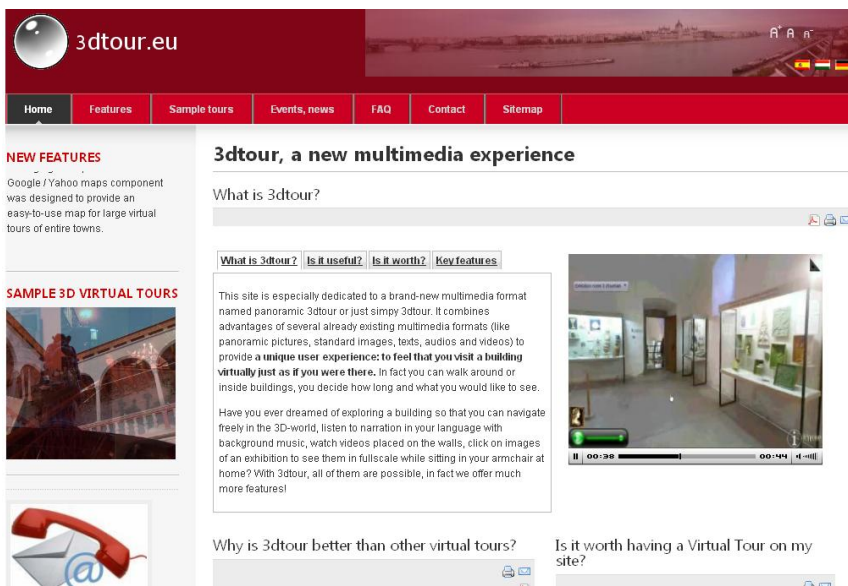 3dtour.eu
A+ A A-
Home
Features
Sample tours
Events, news
FAQ
Contact
Sitemap
NEW FEATURES
Google / Yahoo maps component
was designed to provide an
easy-to-use map for large virtual
tours of entire towns.
SAMPLE 3D VIRTUAL TOURS
3dtour, a new multimedia experience
What is 3dtour?
What is 3dtour?
Is it useful?
Is it worth?
Key features
This site is especially dedicated to a brand-new multimedia format
named panoramic 3dtour or just simpy 3dtour. It combines
advantages of several already existing multimedia formats (like
panoramic pictures, standard images, texts, audios and videos) to
provide a unique user experience: to feel that you visit a building
virtually just as if you were there. In fact you can walk around or
inside buildings, you decide how long and what you would like to see.
Have you ever dreamed of exploring a building so that you can navigate
freely in the 3D-world, listen to narration in your language with
background music, watch videos placed on the walls, click on images
of an exhibition to see them in fullscale while sitting in your armchair at
home? With 3dtour, all of them are possible, in fact we offer much
more features!
00:38
00:44
Why is 3dtour better than other virtual tours?
Is it worth having a Virtual Tour on my
site?
@